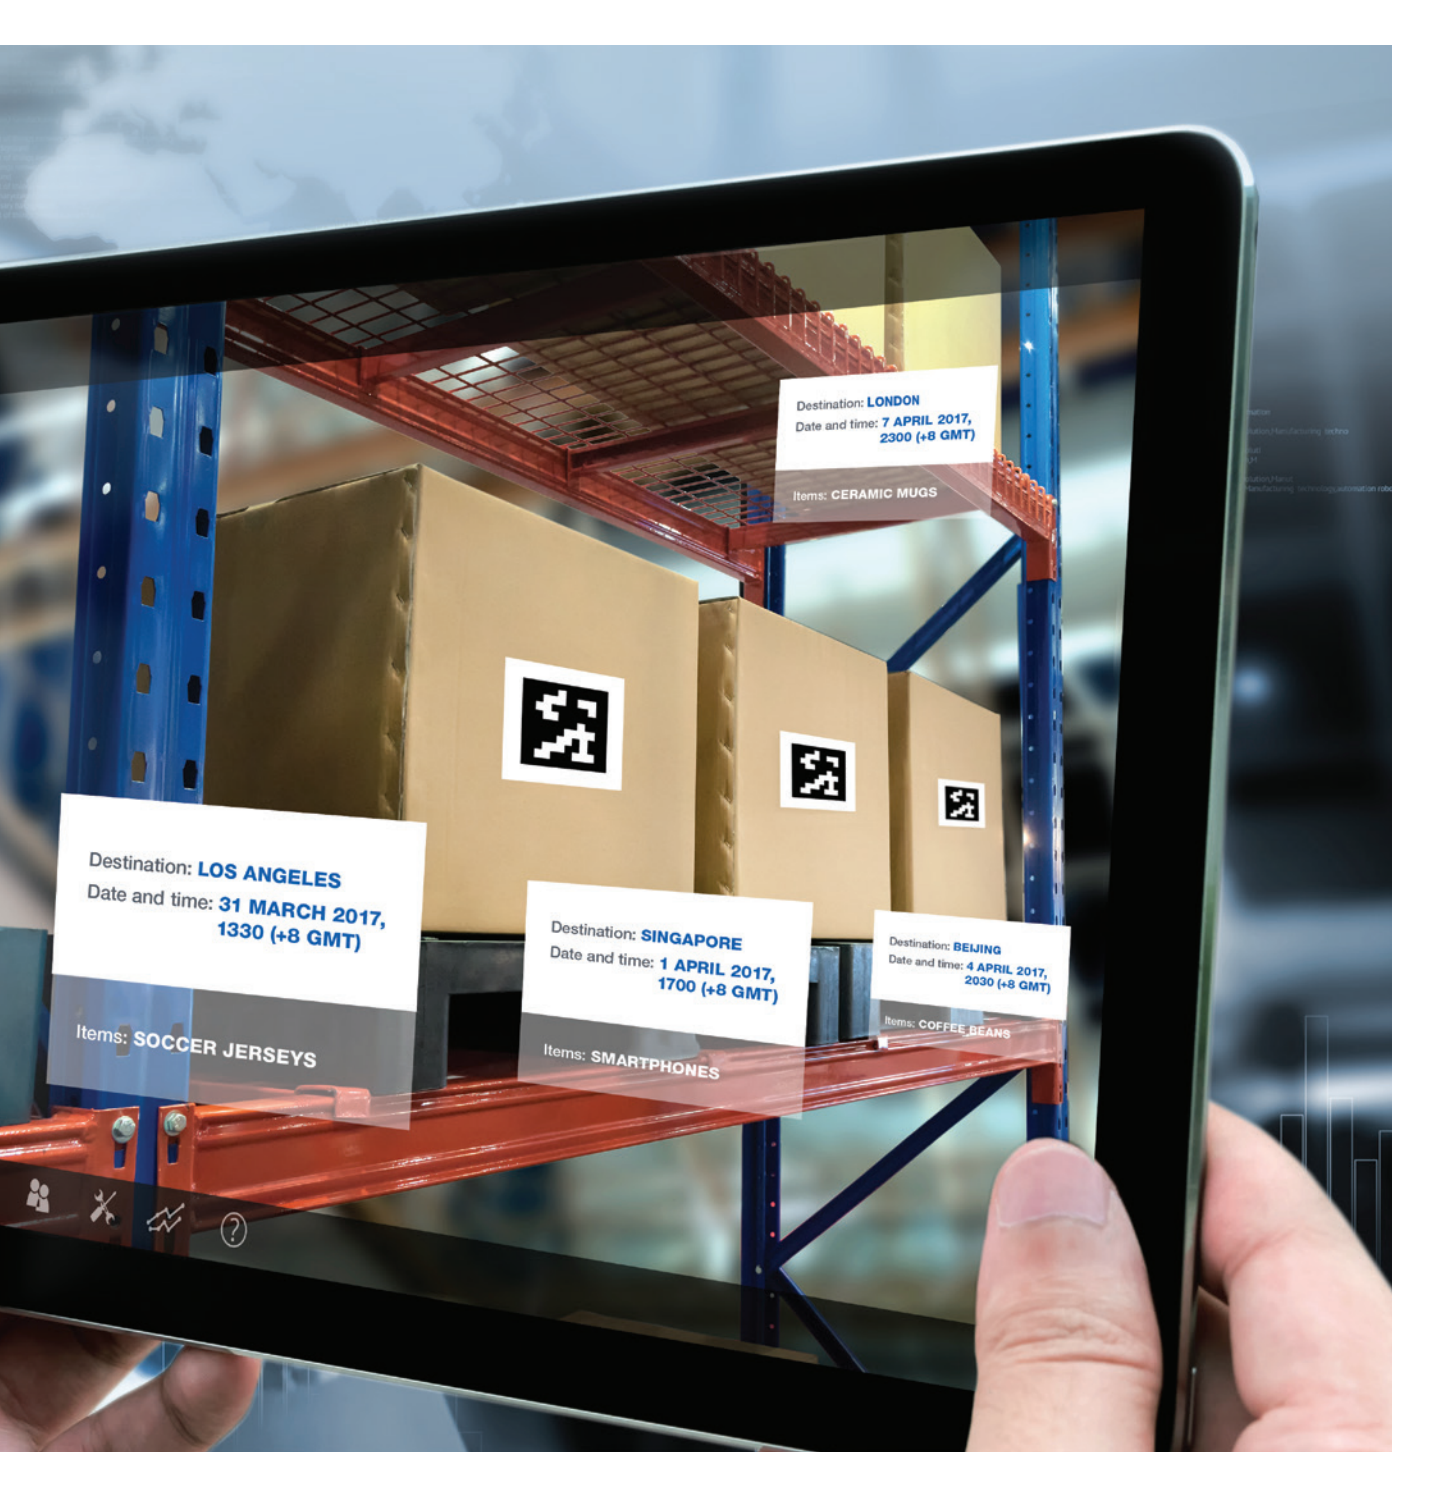 Destination: LONDON
Date and time: 7 APRIL 2017,
2300 (+8 GMT)
Items: CERAMIC MUGS
Destination: LOS ANGELES
Date and time: 31 MARCH 2017,
1330 (+8 GMT)
Items: SOCCER JERSEYS
Destination: SINGAPORE
Date and time: 1 APRIL 2017,
1700 (+8 GMT)
Items: SMARTPHONES
Destination: BEIJING
Date and time: 4 APRIL 2017,
2030 (+8 GMT)
Items: COFFEE BEANS
?